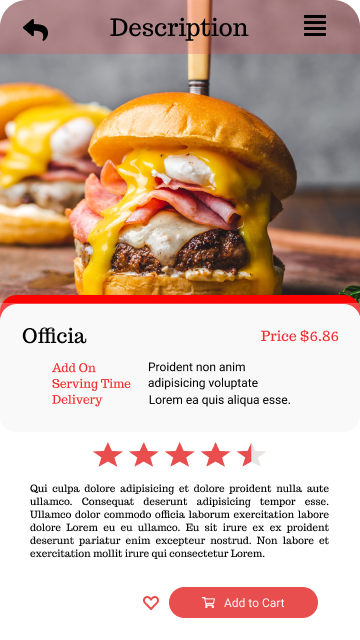 Description
Officia
Price $6.86
Add On
Proident non anim
Serving Time
adipisicing voluptate
Delivery
Lorem ea quis aliqua esse.
Qui culpa dolore adipisicing et dolore proident nulla aute
ullamco. Consequat deserunt adipisicing tempor esse.
Ullamco dolor commodo officia laborum exercitation labore
dolore Lorem eu eu ullamco. Eu sit irure ex ex proident
deserunt pariatur enim excepteur nostrud. Non labore et
exercitation mollit irure qui consectetur Lorem.
Add to Cart